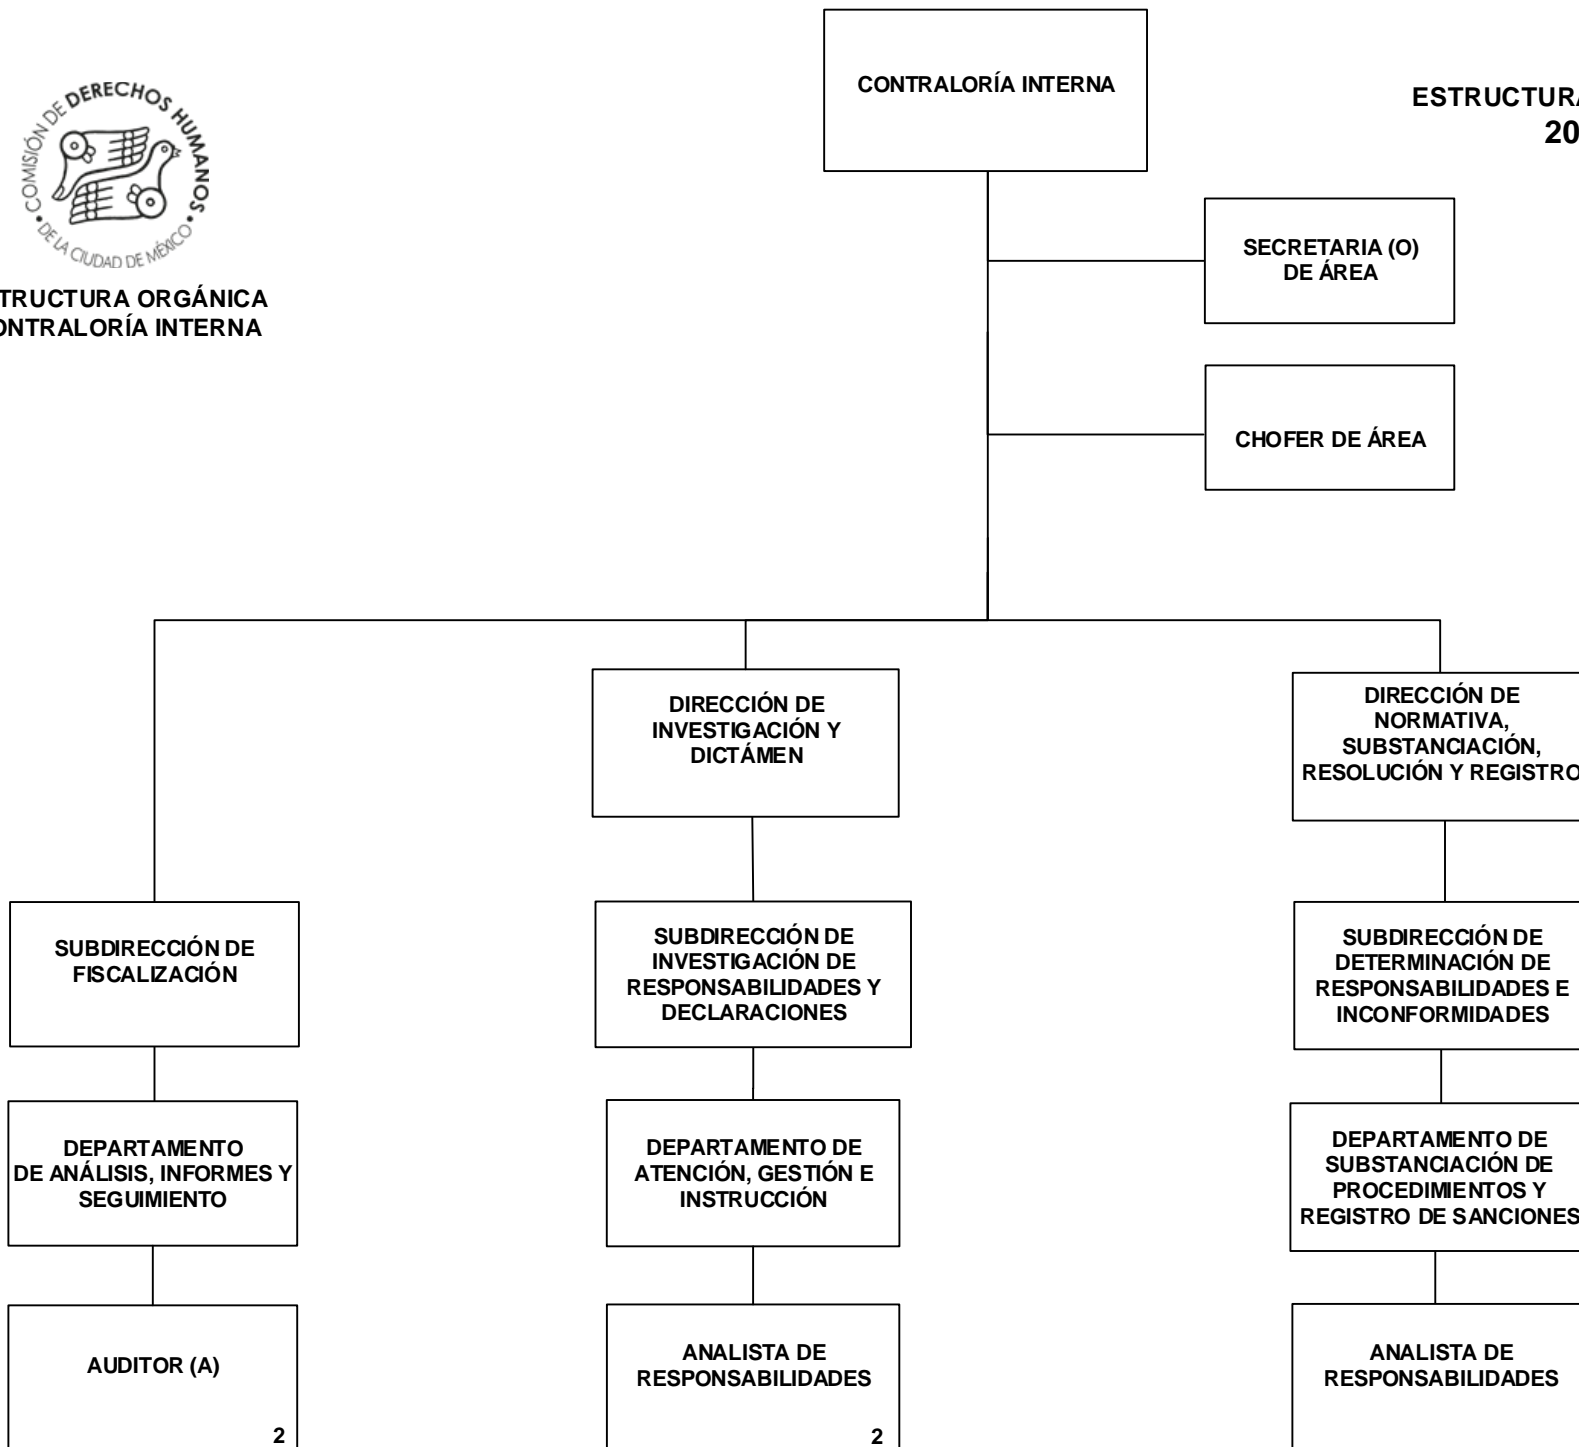 CONTRALORÍA INTERNA
ESTRUCTURA
20
COMISIÓN DE DERECHOS HUMANOS
DE LA CIUDAD DE MÉXICO
TRUCTURA ORGÁNICA
ONTRALORÍA INTERNA
SECRETARIA (O)
DE ÁREA
CHOFER DE ÁREA
DIRECCIÓN DE
INVESTIGACIÓN Y
DICTÁMEN
DIRECCIÓN DE
NORMATIVA,
SUBSTANCIACIÓN,
RESOLUCIÓN Y REGISTRO
SUBDIRECCIÓN DE
FISCALIZACIÓN
SUBDIRECCIÓN DE
INVESTIGACIÓN DE
RESPONSABILIDADES Y
DECLARACIONES
SUBDIRECCIÓN DE
DETERMINACIÓN DE
RESPONSABILIDADES E
INCONFORMIDADES
DEPARTAMENTO
DE ANÁLISIS, INFORMES Y
SEGUIMIENTO
DEPARTAMENTO DE
ATENCIÓN, GESTIÓN E
INSTRUCCIÓN
DEPARTAMENTO DE
SUBSTANCIACIÓN DE
PROCEDIMIENTOS Y
REGISTRO DE SANCIONES
AUDITOR (A)
2
ANALISTA DE
RESPONSABILIDADES
2
ANALISTA DE
RESPONSABILIDADES